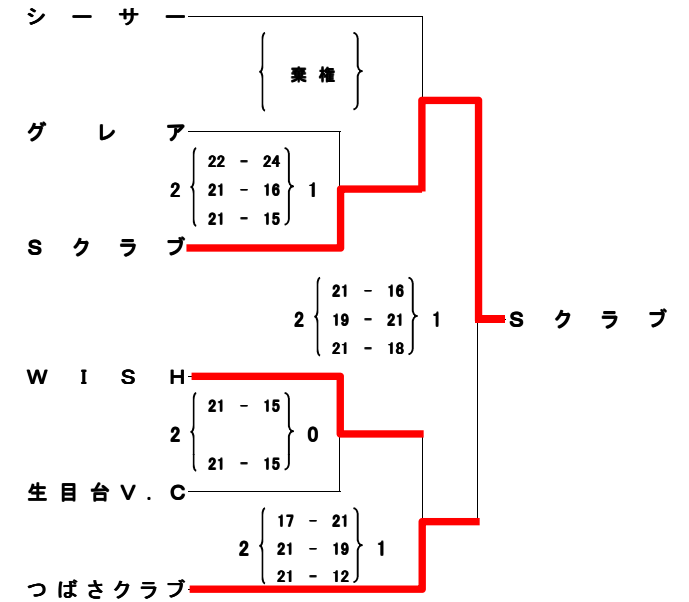 シーサー
棄権
グレア
22 - 24
2 21 - 16 1
21 - 15
Sクラブ
21 - 16
2 19 - 21 1
21 - 18
Sクラブ
WISH
21 - 15
2 0
21 - 15
生目台V.C
17 - 21
2 21 - 19 1
21 - 12
つばさクラブ